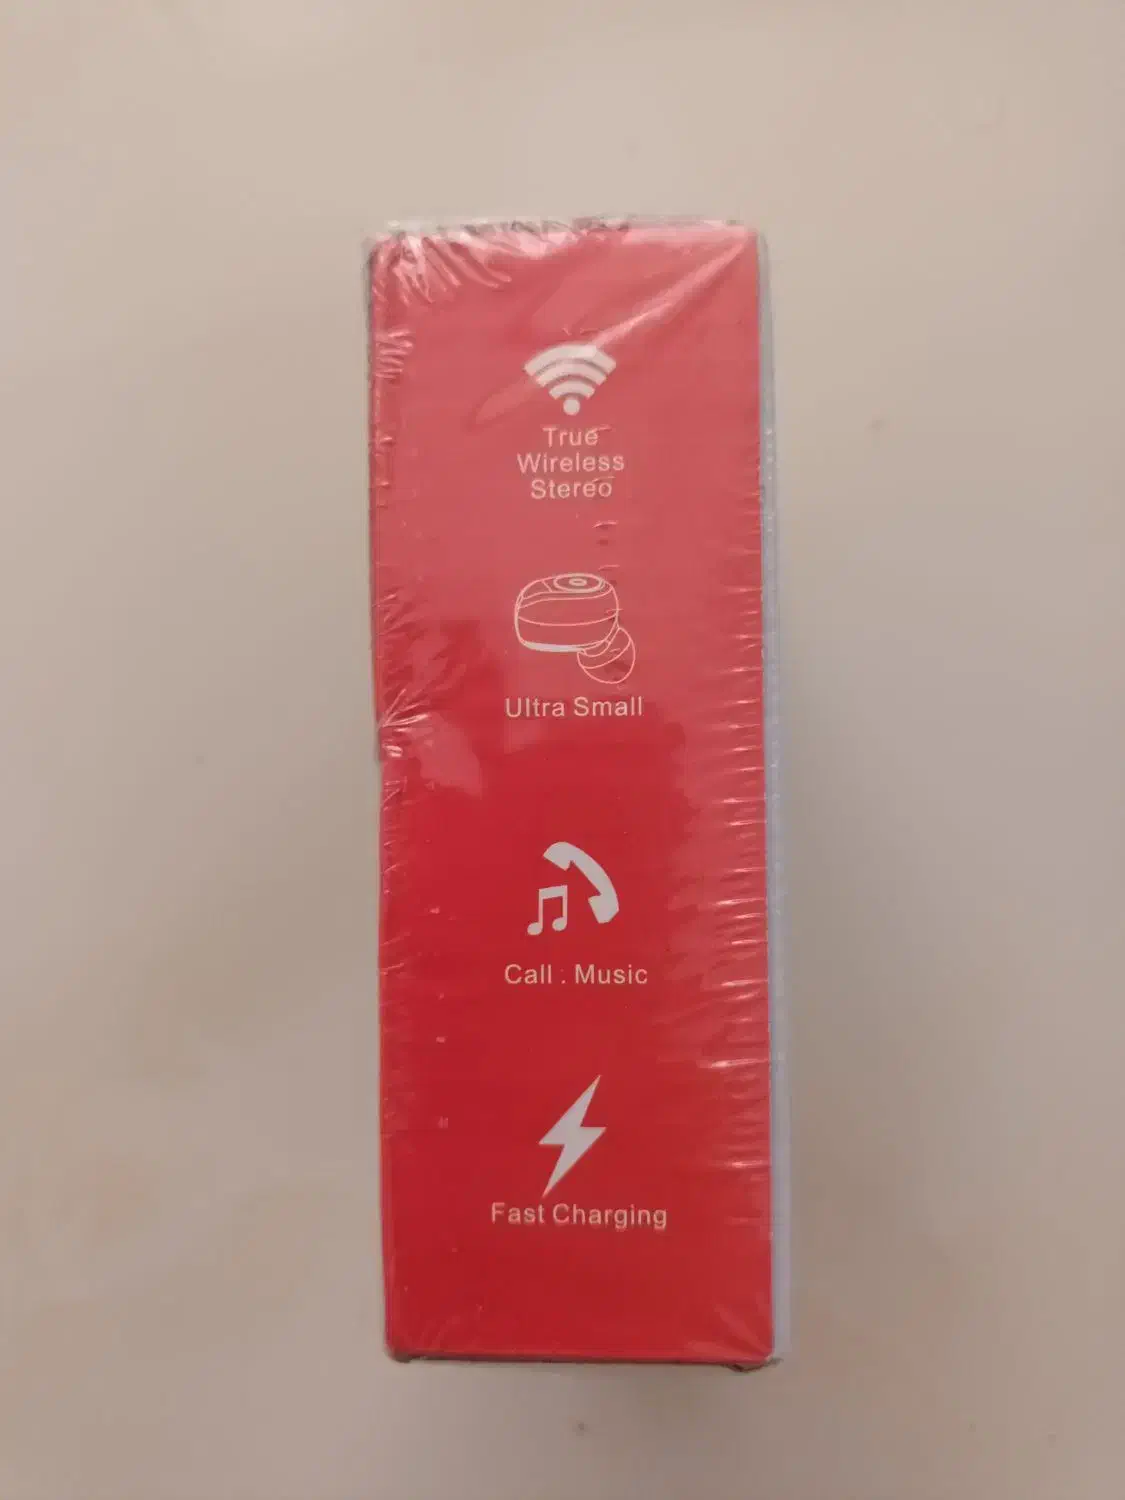 True
Wireless
Stereo
Ultra Small
Call . Music
Fast Charging